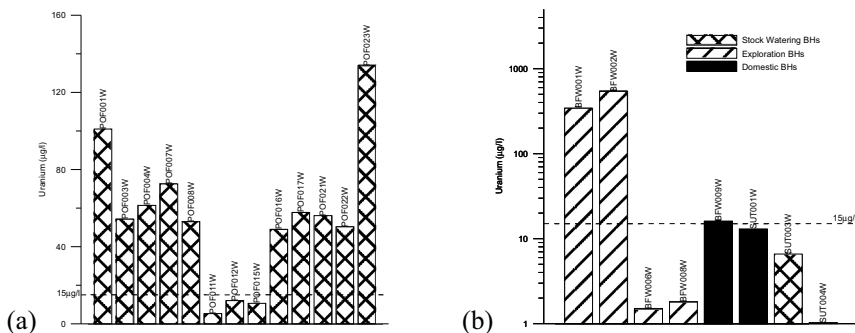 160
120
80
40
15µg/l
0
Uranium (µg/l)
POF001W
POF003W
POF004W
POF007W
POF008W
POF011W
POF012W
POF015W
POF016W
POF017W
POF021W
POF022W
POF023W
(a)
1000
100
10
1
Uranium (µg/l)
BFW001W
BFW002W
BFW006W
BFW008W
BFW009W
SUT001W
SUT003W
SUT004W
Stock Watering BHs
Exploration BHs
Domestic BHs
15µg/
(b)